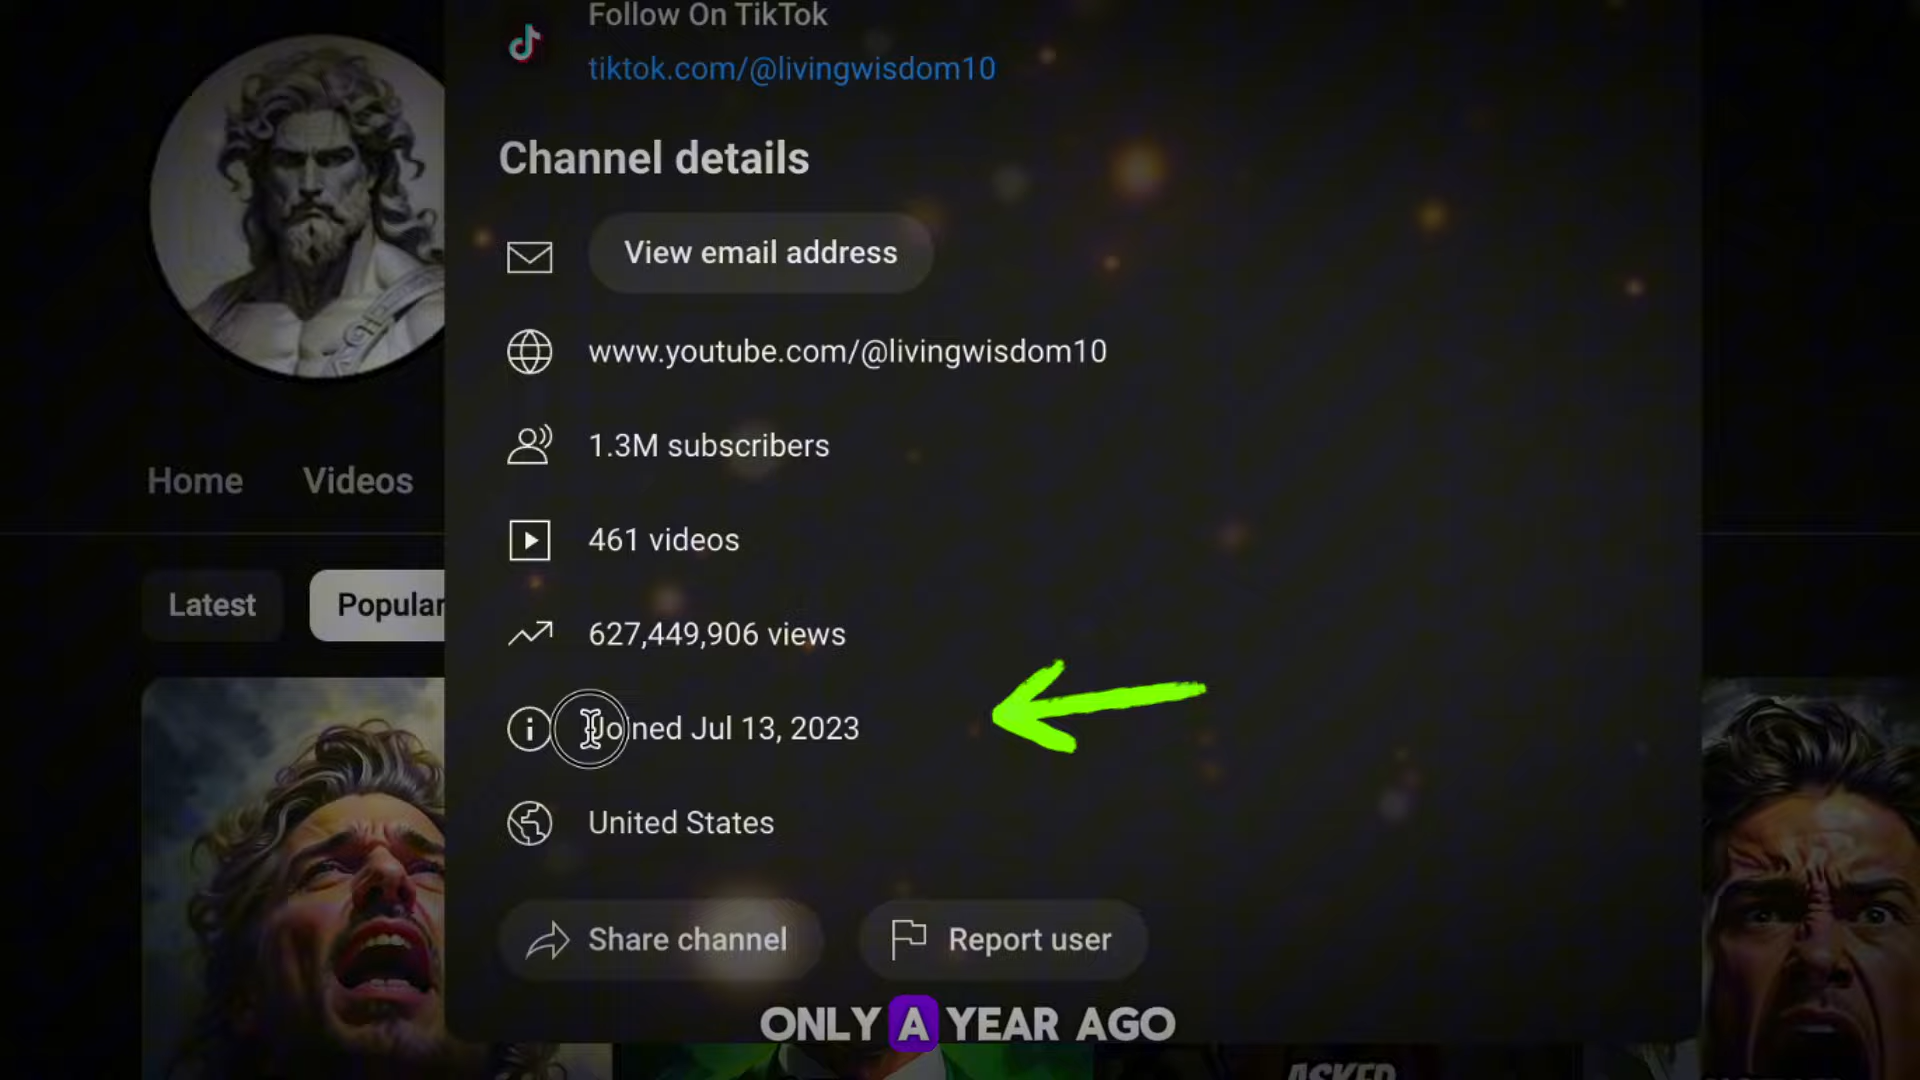 Follow On TikTok
tiktok.com/@livingwisdom10
Channel details
View email address
www.youtube.com/@livingwisdom10
1.3M subscribers
Home
Videos
461 videos
Latest
Popular
627,449,906 views
Joined Jul 13, 2023
United States
Share channel
Report user
ONLY A YEAR AGO
ASKED